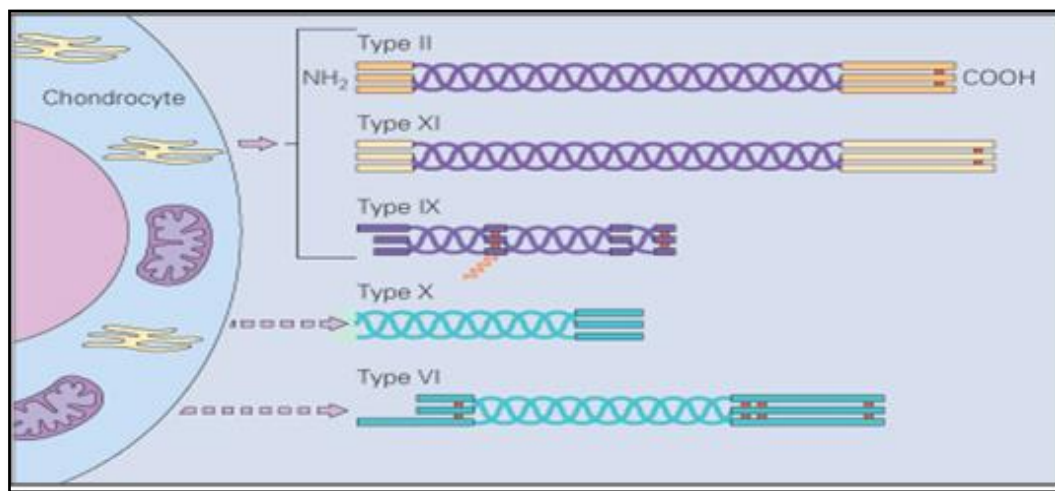 Type II
NH₂
COOH
Chondrocyte
Type XI
Type IX
Type X
Type VI